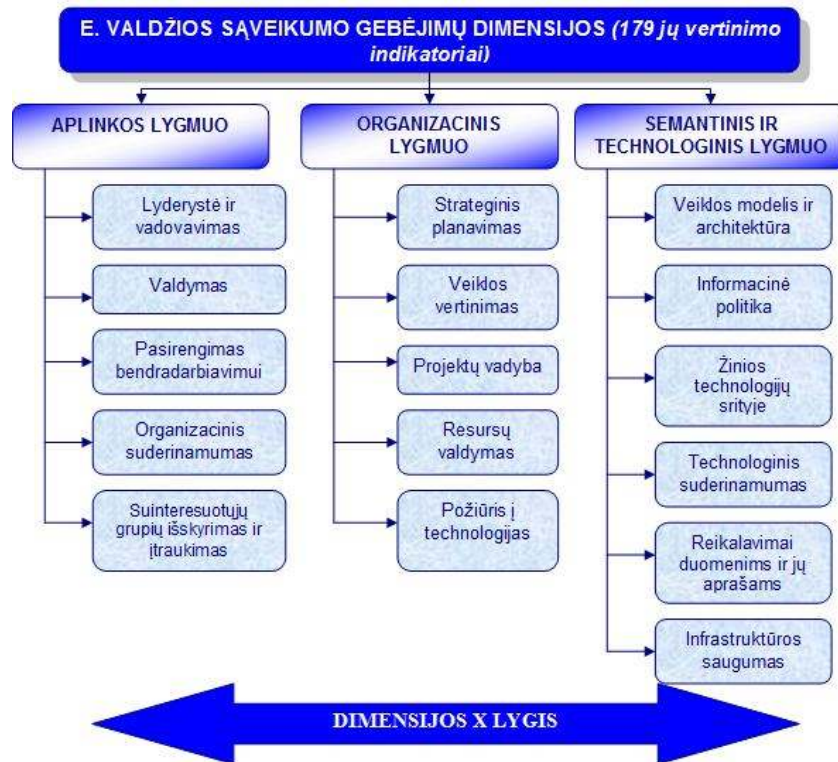 E. VALDŽIOS SĄVEIKUMO GEBĖJIMŲ DIMENSIJOS (179 jų vertinimo
indikatoriai)
APLINKOS LYGMUO
Lyderystė ir
vadovavimas
Valdymas
Pasirengimas
bendradarbiavimui
Organizacinis
suderinamumas
Suinteresuotųjų
grupių išskyrimas ir
įtraukimas
ORGANIZACINIS
LYGMUO
Strateginis
planavimas
Veiklos
vertinimas
Projektų vadyba
Resursų
valdymas
Požiūris į
technologijas
SEMANTINIS IR
TECHNOLOGINIS LYGMUO
Veiklos modelis ir
architektūra
Informacinė
politika
Žinios
technologijų
srityje
Technologinis
suderinamumas
Reikalavimai
duomenims ir jų
aprašams
Infrastruktūros
saugumas
DIMENSIJOS X LYGIS